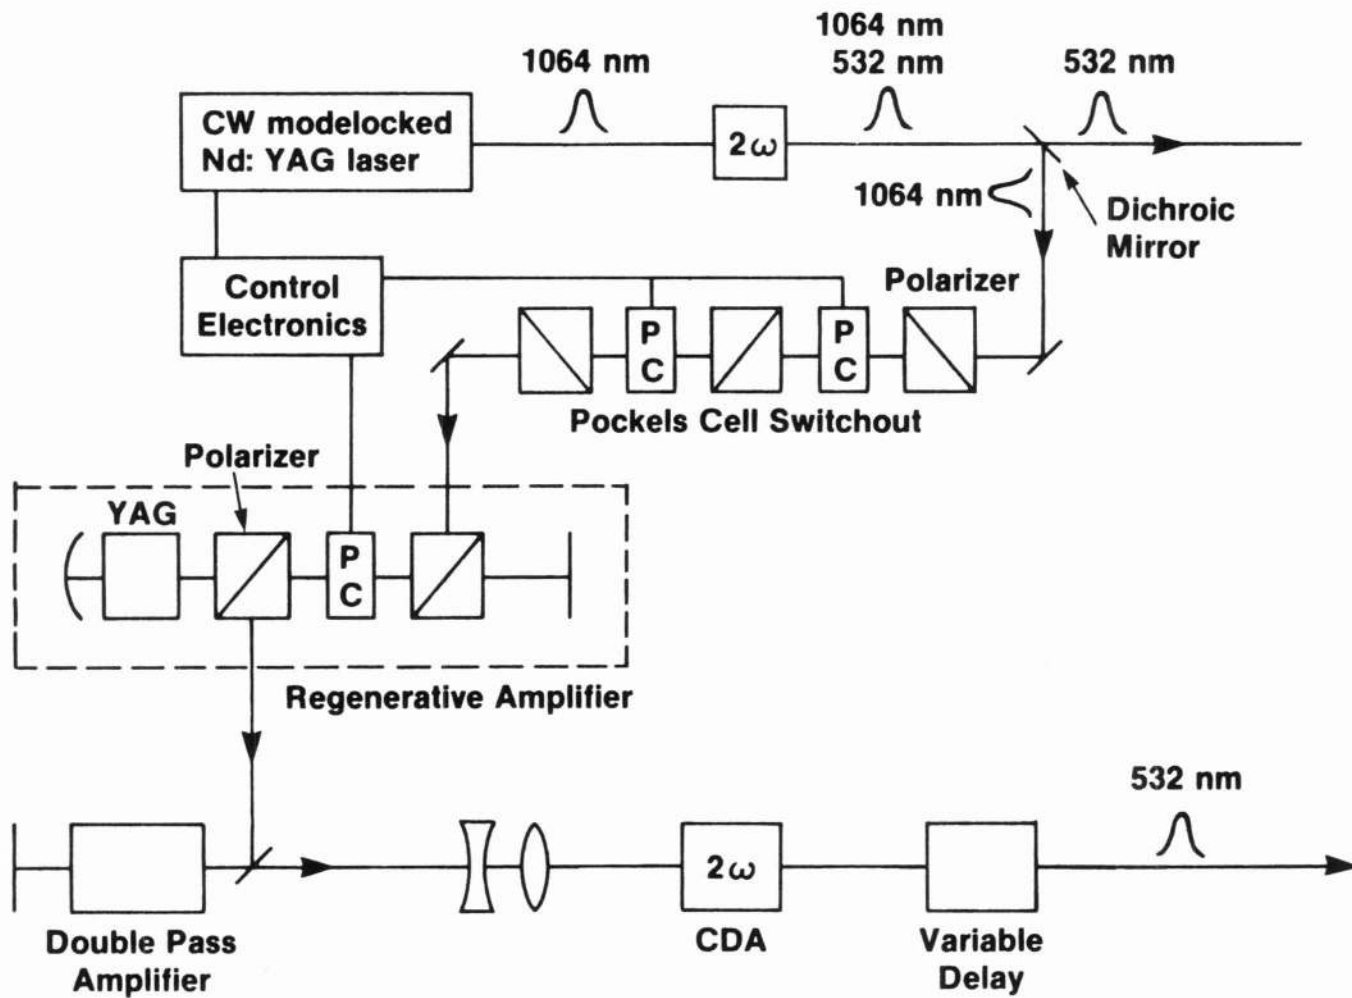 1064 nm
1064 nm
532 nm
532 nm
CW modelocked
Nd: YAG laser
2ω
1064 nm
Dichroic
Mirror
Control
Electronics
Polarizer
P
C
P
C
Pockels Cell Switchout
Polarizer
YAG
P
C
Regenerative Amplifier
532 nm
2ω
Double Pass
Amplifier
CDA
Variable
Delay